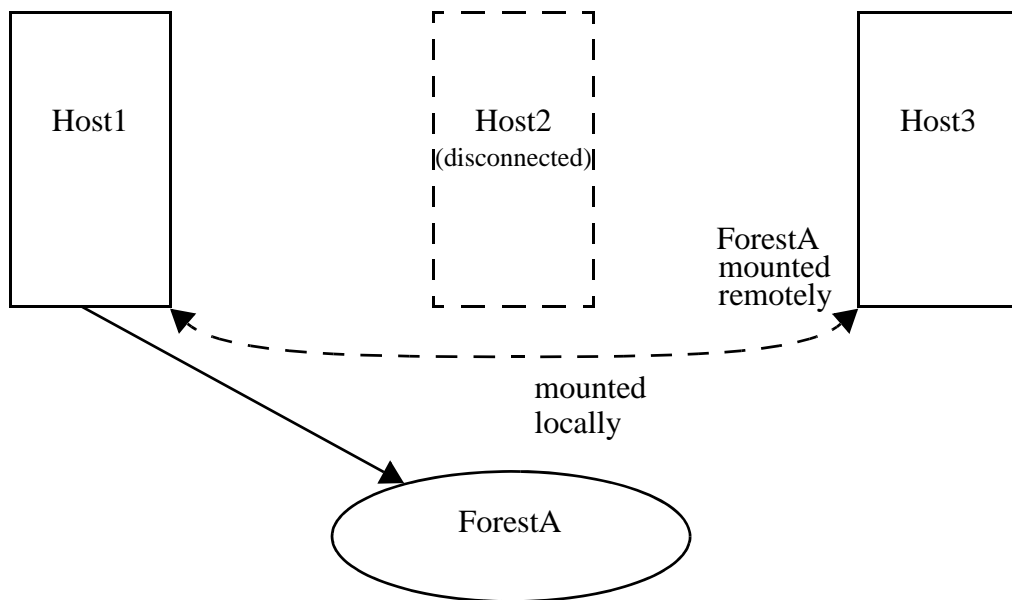 Host1
Host2
(disconnected)
Host3
ForestA
mounted
remotely
mounted
locally
ForestA